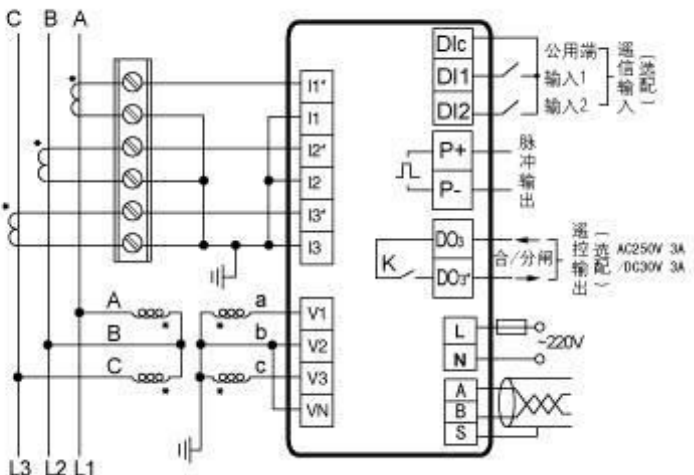 C B A
I1*
I1
I2*
I2
I3*
I3
DIc
DI1
DI2
公用端
输入1
输入2
遥信输入
(选配)
P+
P-
脉冲输出
DO3
DO3*
K
合/分闸
遥控输出
(选配)
AC250V 3A
/DC30V 3A
A
B
C
a
b
c
V1
V2
V3
VN
L
N
~220V
A
B
S
L3 L2 L1